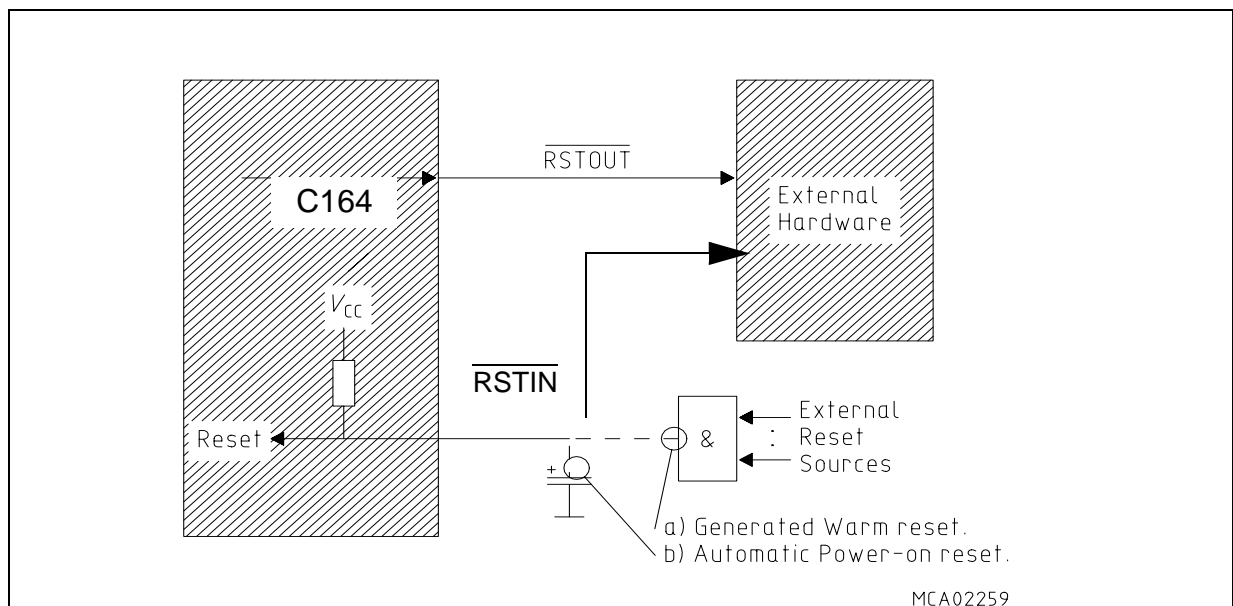 RSTOUT
C164
External
Hardware
VCC
RSTIN
Reset
+
&
External
:
Reset
Sources
a) Generated Warm reset.
b) Automatic Power-on reset.
MCA02259